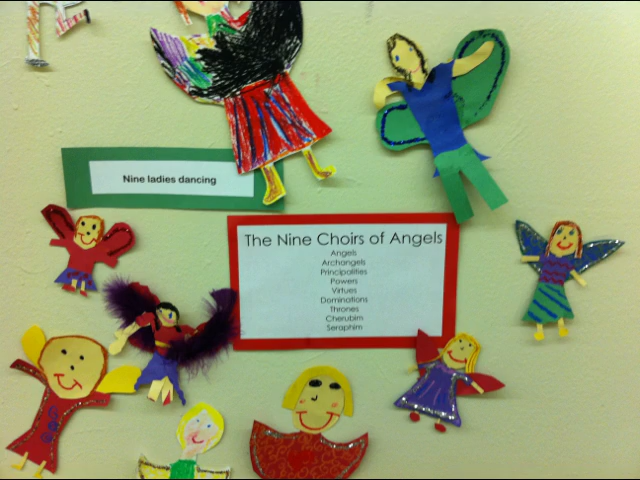 Nine ladies dancing
The Nine Choirs of Angels
Angels
Archangels
Principalities
Powers
Virtues
Dominations
Thrones
Cherubim
Seraphim